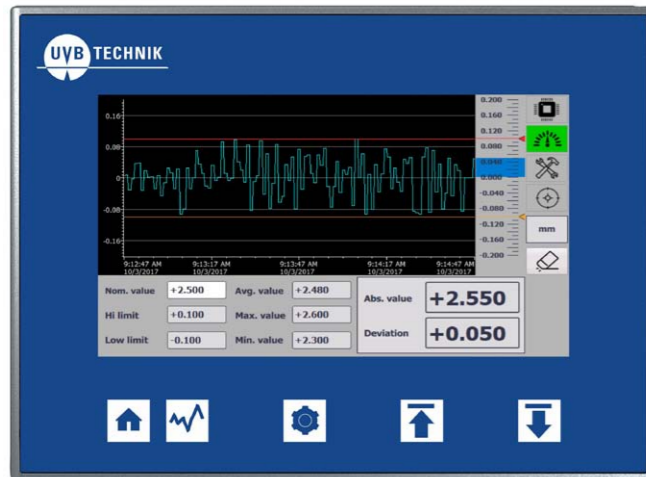 UVB TECHNIK
0.16
0.08
0
-0.08
-0.16
9:12:47 AM 9:13:17 AM 9:13:47 AM 9:14:17 AM 9:14:47 AM
10/3/2017 10/3/2017 10/3/2017 10/3/2017 10/3/2017
0.200
0.160
0.120
0.080
0.040
0.000
-0.040
-0.080
-0.120
-0.160
-0.200
mm
Nom. value +2.500 Avg. value +2.480
Hi limit +0.100 Max. value +2.600
Low limit -0.100 Min. value +2.300
Abs. value +2.550
Deviation +0.050